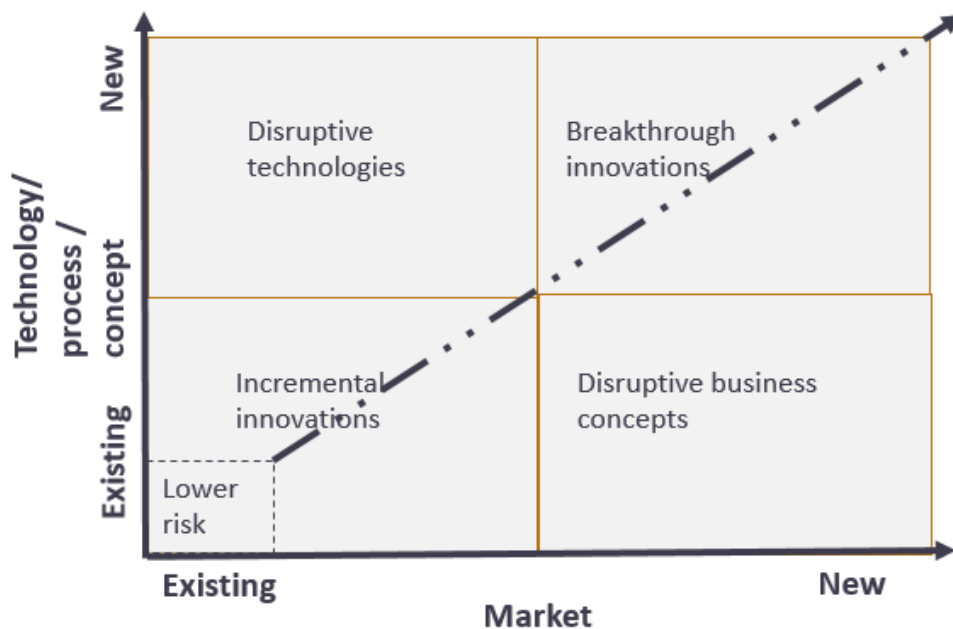 New
Technology/
process /
concept
Existing
Disruptive
technologies
Breakthrough
innovations
Incremental
innovations
Disruptive business
concepts
Lower
risk
Existing
New
Market